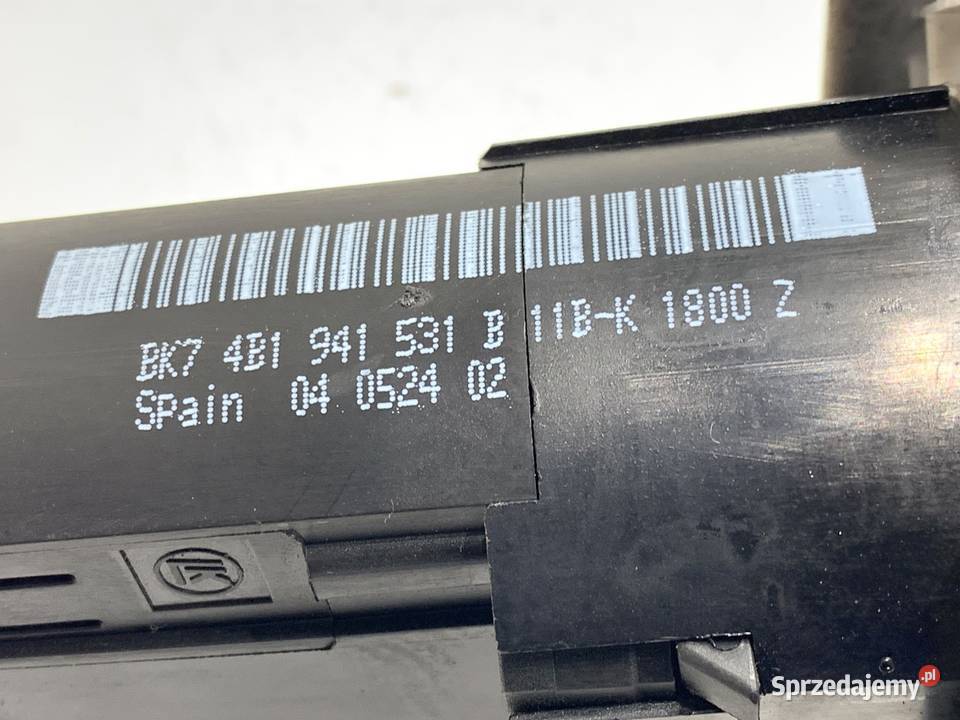 BK7 4B1 941 531 B 11B-K 1800 Z
Spain 04 0524 02
Sprzedajemy.pl